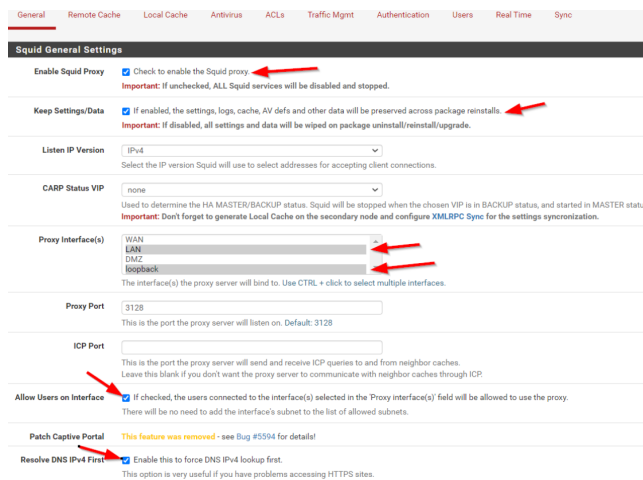 General Remote Cache Local Cache Antivirus ACLs Traffic Mgmt Authentication Users Real Time Sync
Squid General Settings
Enable Squid Proxy Check to enable the Squid proxy.
Important: If unchecked, ALL Squid services will be disabled and stopped.
Keep Settings/Data If enabled, the settings, logs, cache, AV defs and other data will be preserved across package reinstalls.
Important: If disabled, all settings and data will be wiped on package uninstall/reinstall/upgrade.
Listen IP Version IPv4
Select the IP version Squid will use to select addresses for accepting client connections.
CARP Status VIP none
Used to determine the HA MASTER/BACKUP status. Squid will be stopped when the chosen VIP is in BACKUP status, and started in MASTER statu
Important: Don't forget to generate Local Cache on the secondary node and configure XMLRPC Sync for the settings syncronization.
Proxy Interface(s) WAN
LAN
DMZ
loopback
The interface(s) the proxy server will bind to. Use CTRL + click to select multiple interfaces.
Proxy Port 3128
This is the port the proxy server will listen on. Default: 3128
ICP Port
This is the port the proxy server will send and receive ICP queries to and from neighbor caches.
Leave this blank if you don't want the proxy server to communicate with neighbor caches through ICP.
Allow Users on Interface If checked, the users connected to the interface(s) selected in the 'Proxy interface(s)' field will be allowed to use the proxy.
There will be no need to add the interface's subnet to the list of allowed subnets.
Patch Captive Portal This feature was removed - see Bug #5594 for details!
Resolve DNS IPv4 First Enable this to force DNS IPv4 lookup first.
This option is very useful if you have problems accessing HTTPS sites.